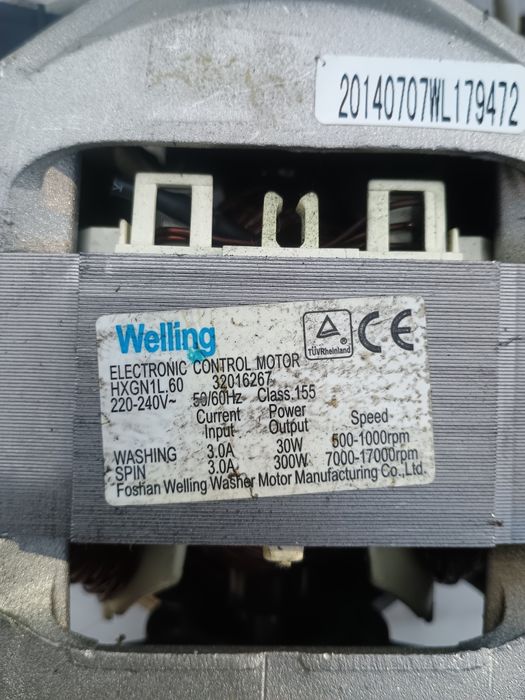 20140707WL179472
Welling
TÜVRheinland
CE
ELECTRONIC CONTROL MOTOR
HXGN1L.60 32016267
220-240V~ 50/60Hz Class.155
Current Power
Input Output Speed
WASHING 3.0A 30W 500-1000rpm
SPIN 3.0A 300W 7000-17000rpm
Foshan Welling Washer Motor Manufacturing Co.,Ltd.